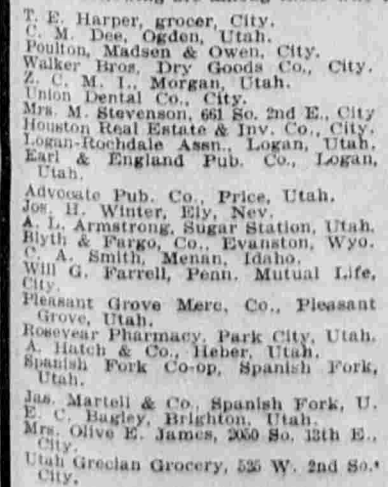 T. E. Harper, grocer, City.
C. M. Dee, Ogden, Utah.
Poulton, Madsen & Owen, City.
Walker Bros. Dry Goods Co., City.
Z. C. M. I., Morgan, Utah.
Union Dental Co., City.
Mrs. M. Stevenson, 661 So. 2nd E., City
Houston Real Estate & Inv. Co., City.
Logan-Rochdale Assn., Logan, Utah.
Earl & England Pub. Co., Logan,
Utah.
Advocate Pub. Co., Price, Utah.
Jos. H. Winter, Ely, Nev.
A. L. Armstrong, Sugar Station, Utah.
Blyth & Fargo, Co., Evanston, Wyo.
C. A. Smith, Menan, Idaho.
Will G. Farrell, Penn. Mutual Life,
City.
Pleasant Grove Merc. Co., Pleasant
Grove, Utah.
Rosevear Pharmacy, Park City, Utah.
A. Hatch & Co., Heber, Utah.
Spanish Fork Co-op, Spanish Fork,
Utah.
Jas. Martell & Co., Spanish Fork, U.
E. C. Bagley, Brighton, Utah.
Mrs. Olive E. James, 2050 So. 13th E.,
City.
Utah Grecian Grocery, 525 W. 2nd So.
City.